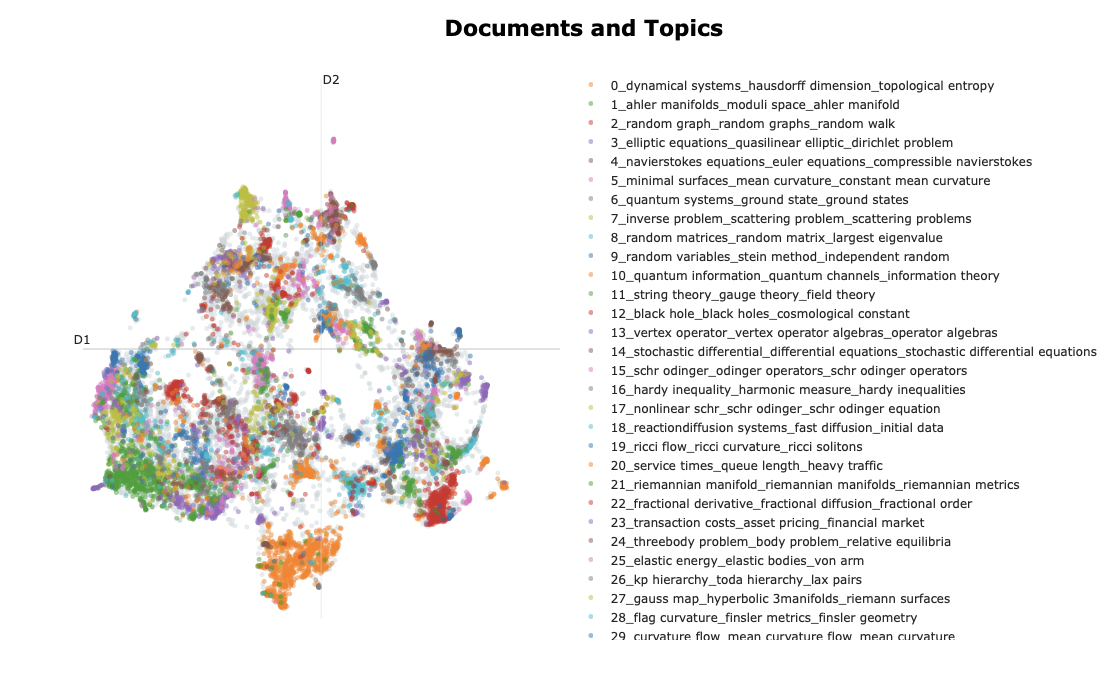 Documents and Topics
D2
D1
0_dynamical systems_hausdorff dimension_topological entropy
1_ahler manifolds_moduli space_ahler manifold
2_random graph_random graphs_random walk
3_elliptic equations_quasilinear elliptic_dirichlet problem
4_navierstokes equations_euler equations_compressible navierstokes
5_minimal surfaces_mean curvature_constant mean curvature
6_quantum systems_ground state_ground states
7_inverse problem_scattering problem_scattering problems
8_random matrices_random matrix_largest eigenvalue
9_random variables_stein method_independent random
10_quantum information_quantum channels_information theory
11_string theory_gauge theory_field theory
12_black hole_black holes_cosmological constant
13_vertex operator_vertex operator algebras_operator algebras
14_stochastic differential_differential equations_stochastic differential equations
15_schr odinger_odinger operators_schr odinger operators
16_hardy inequality_harmonic measure_hardy inequalities
17_nonlinear schr_schr odinger_schr odinger equation
18_reactiondiffusion systems_fast diffusion_initial data
19_ricci flow_ricci curvature_ricci solitons
20_service times_queue length_heavy traffic
21_riemannian manifold_riemannian manifolds_riemannian metrics
22_fractional derivative_fractional diffusion_fractional order
23_transaction costs_asset pricing_financial market
24_threebody problem_body problem_relative equilibria
25_elastic energy_elastic bodies_von arm
26_kp hierarchy_toda hierarchy_lax pairs
27_gauss map_hyperbolic 3manifolds_riemann surfaces
28_flag curvature_finsler metrics_finsler geometry
29_curvature flow_mean curvature flow_mean curvature